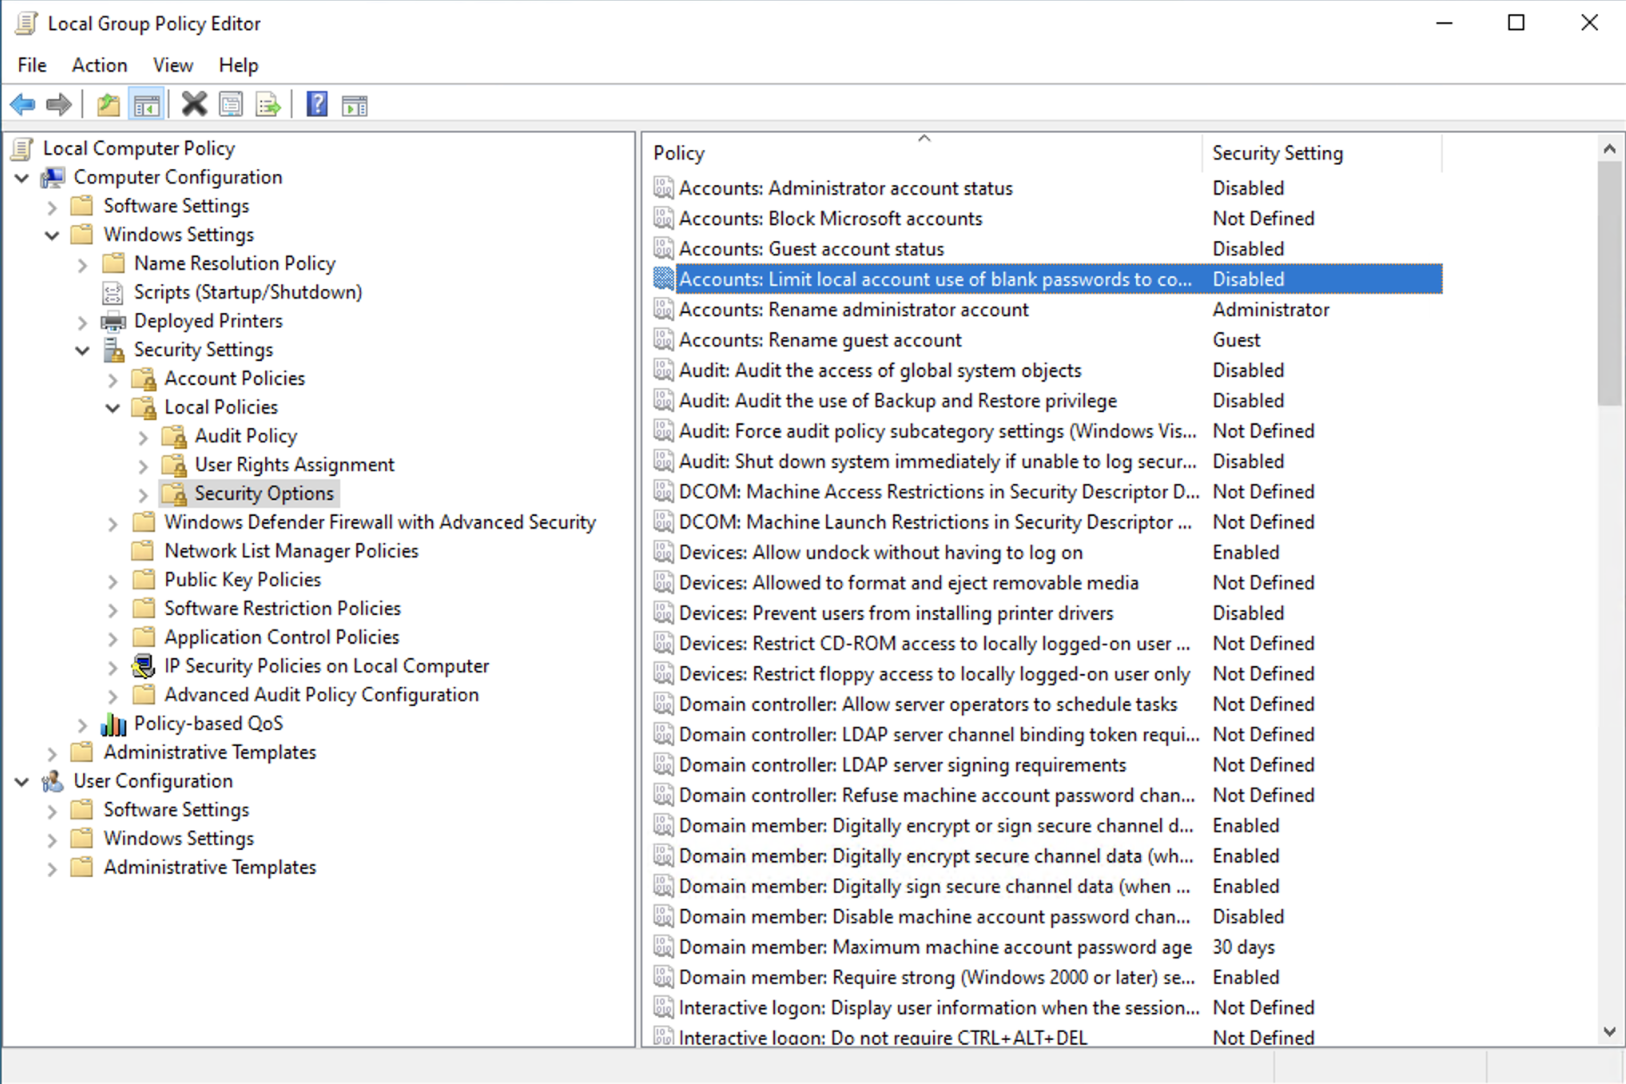 Local Group Policy Editor
File Action View Help
Local Computer Policy
Computer Configuration
Software Settings
Windows Settings
Name Resolution Policy
Scripts (Startup/Shutdown)
Deployed Printers
Security Settings
Account Policies
Local Policies
Audit Policy
User Rights Assignment
Security Options
Windows Defender Firewall with Advanced Security
Network List Manager Policies
Public Key Policies
Software Restriction Policies
Application Control Policies
IP Security Policies on Local Computer
Advanced Audit Policy Configuration
Policy-based QoS
Administrative Templates
User Configuration
Software Settings
Windows Settings
Administrative Templates
Policy Security Setting
Accounts: Administrator account status Disabled
Accounts: Block Microsoft accounts Not Defined
Accounts: Guest account status Disabled
Accounts: Limit local account use of blank passwords to co... Disabled
Accounts: Rename administrator account Administrator
Accounts: Rename guest account Guest
Audit: Audit the access of global system objects Disabled
Audit: Audit the use of Backup and Restore privilege Disabled
Audit: Force audit policy subcategory settings (Windows Vis... Not Defined
Audit: Shut down system immediately if unable to log secur... Disabled
DCOM: Machine Access Restrictions in Security Descriptor D... Not Defined
DCOM: Machine Launch Restrictions in Security Descriptor ... Not Defined
Devices: Allow undock without having to log on Enabled
Devices: Allowed to format and eject removable media Not Defined
Devices: Prevent users from installing printer drivers Disabled
Devices: Restrict CD-ROM access to locally logged-on user ... Not Defined
Devices: Restrict floppy access to locally logged-on user only Not Defined
Domain controller: Allow server operators to schedule tasks Not Defined
Domain controller: LDAP server channel binding token requi... Not Defined
Domain controller: LDAP server signing requirements Not Defined
Domain controller: Refuse machine account password chan... Not Defined
Domain member: Digitally encrypt or sign secure channel d... Enabled
Domain member: Digitally encrypt secure channel data (wh... Enabled
Domain member: Digitally sign secure channel data (when ... Enabled
Domain member: Disable machine account password chan... Disabled
Domain member: Maximum machine account password age 30 days
Domain member: Require strong (Windows 2000 or later) se... Enabled
Interactive logon: Display user information when the session... Not Defined
Interactive logon: Do not require CTRL+ALT+DEL Not Defined